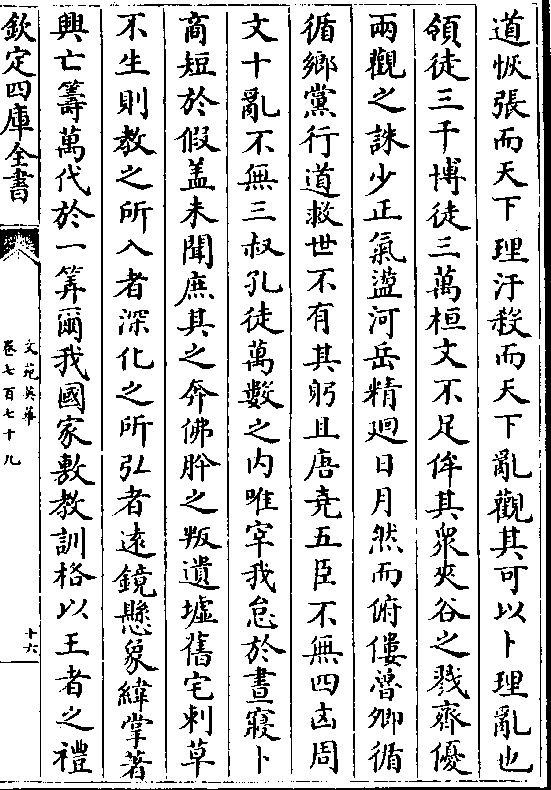 道恢張而天下理汙殺而天下亂觀其可以卜理亂也
領徒三千博徒三萬桓文不足侔其衆夾谷之戮齊優
兩觀之誅少正氣盪河岳精廻日月然而俯僂魯卿循
循鄉黨行道救世不有其躬且唐堯五臣不無四凶周
文十亂不無三叔孔徒萬數之内唯宰我怠於晝寢卜
商短於假盖未聞庶其之奔佛肸之叛遺墟舊宅刺草
不生則教之所入者深化之所弘者遠鏡懸象緯掌著
興亡籌萬代於一筭爾我國家敷教訓格以王者之禮
欽定四庫全書
文苑英華
卷七百七十九
十六